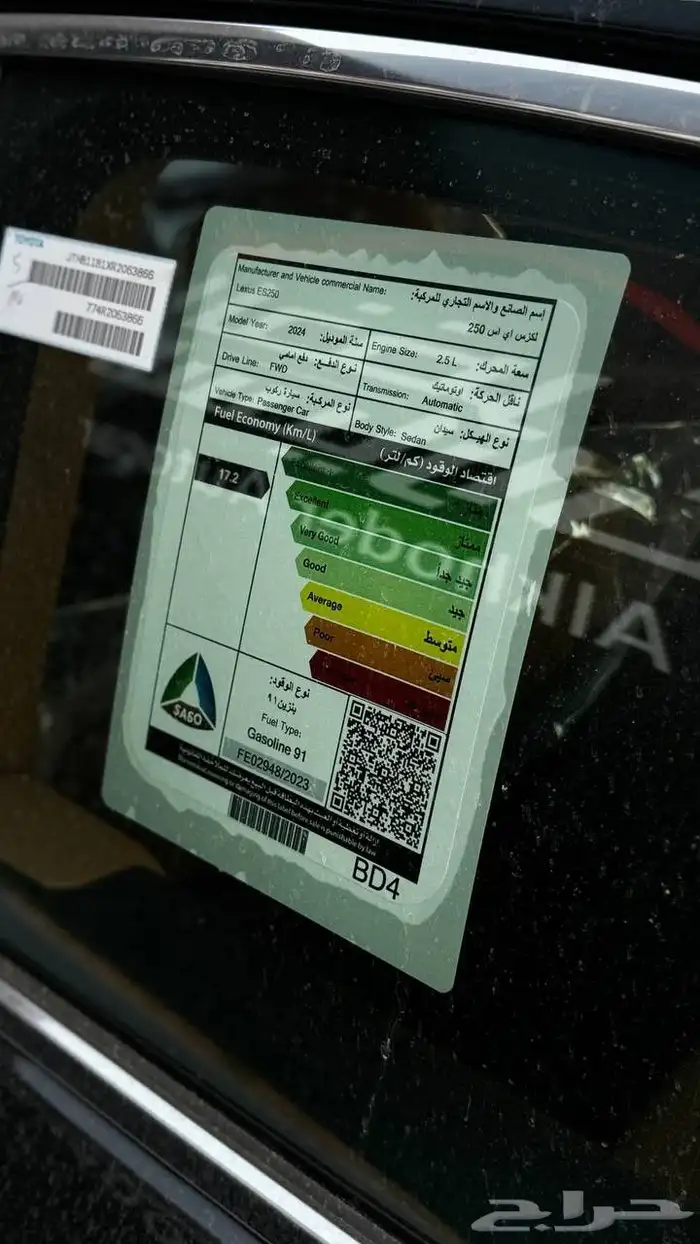 TOYOTA
JTHB11B1XR2063866
774R2063866
Manufacturer and Vehicle commercial Name: إسم الصانع والاسم التجاري للمركبة:
Lexus ES250 لكزس اي اس 250
Model Year: 2024 سنة الموديل:
Engine Size: 2.5 L سعة المحرك:
Drive Line: FWD نوع الدفع: دفع امامي
Transmission: Automatic ناقل الحركة: اوتوماتيك
Vehicle Type: Passenger Car نوع المركبة: سيارة ركوب
Body Style: Sedan نوع الهيكل: سيدان
Fuel Economy (Km/L) اقتصاد الوقود (كم/لتر)
17.2
Excellent ممتاز
Very Good جيد جداً
Good جيد
Average متوسط
Poor سيئ
SASO
نوع الوقود:
بنزين ٩١
Fuel Type:
Gasoline 91
FE02948/2023
BD4
حراج